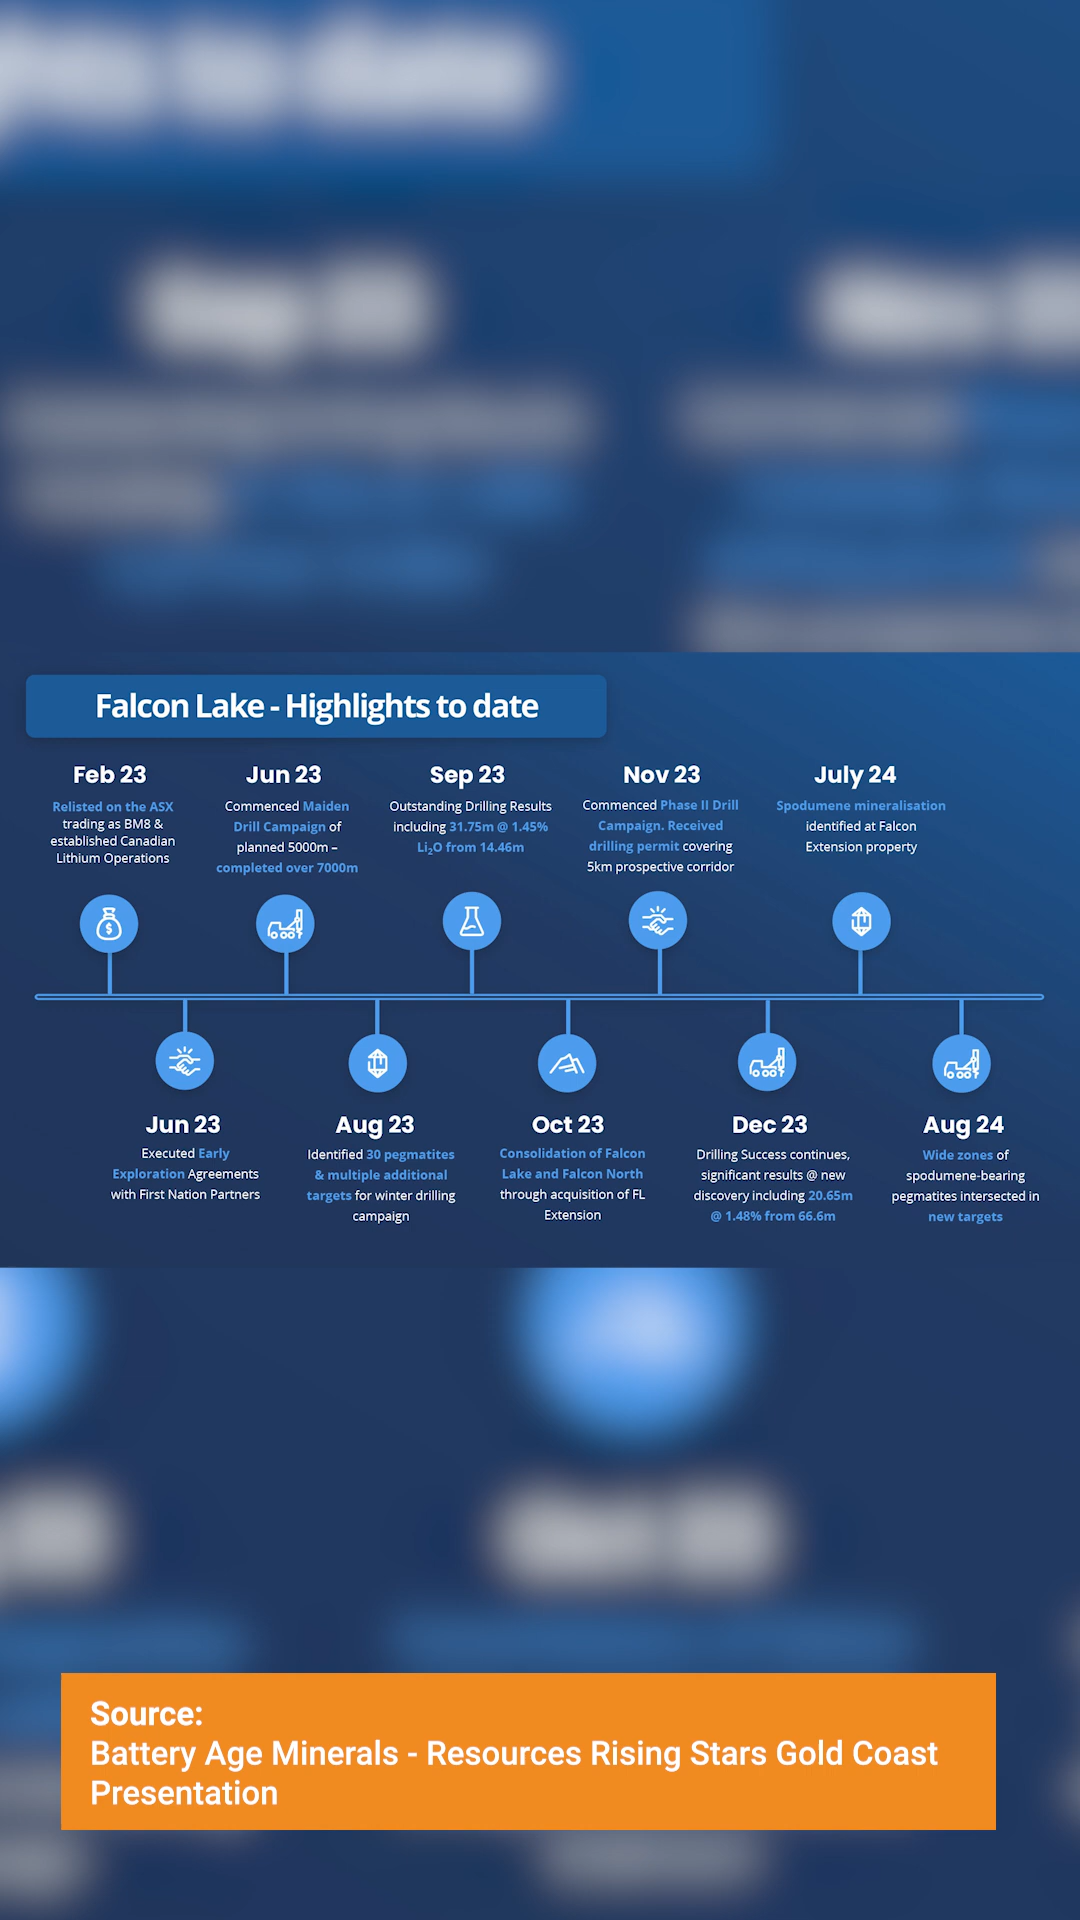 Falcon Lake - Highlights to date
Feb 23
Relisted on the ASX
trading as BM8 &
established Canadian
Lithium Operations
Jun 23
Commenced Maiden
Drill Campaign of
planned 5000m –
completed over 7000m
Sep 23
Outstanding Drilling Results
including 31.75m @ 1.45%
Li₂O from 14.46m
Nov 23
Commenced Phase II Drill
Campaign. Received
drilling permit covering
5km prospective corridor
July 24
Spodumene mineralisation
identified at Falcon
Extension property
Jun 23
Executed Early
Exploration Agreements
with First Nation Partners
Aug 23
Identified 30 pegmatites
& multiple additional
targets for winter drilling
campaign
Oct 23
Consolidation of Falcon
Lake and Falcon North
through acquisition of FL
Extension
Dec 23
Drilling Success continues,
significant results @ new
discovery including 20.65m
@ 1.48% from 66.6m
Aug 24
Wide zones of
spodumene-bearing
pegmatites intersected in
new targets
Source:
Battery Age Minerals - Resources Rising Stars Gold Coast
Presentation